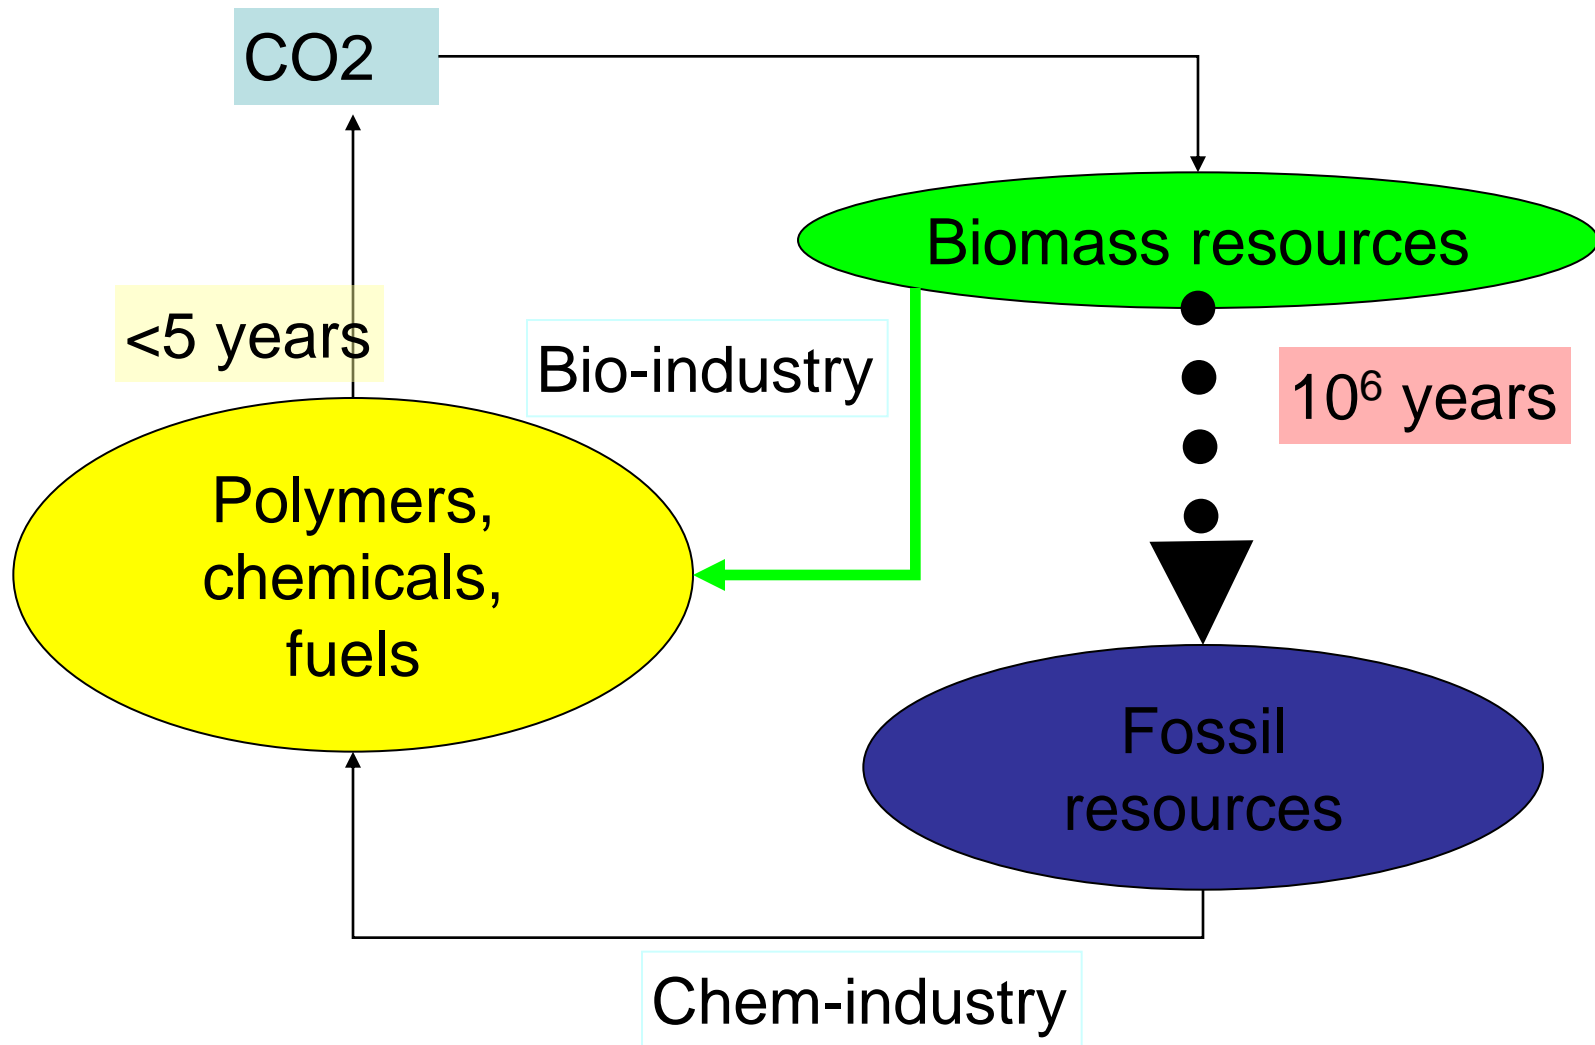 CO2
Biomass resources
<5 years
Bio-industry
10⁶ years
Polymers,
chemicals,
fuels
Fossil
resources
Chem-industry